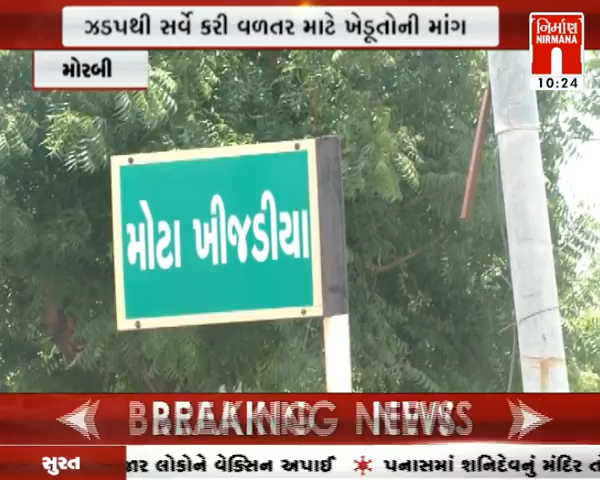 ઝડપથી સર્વે કરી વળતર માટે ખેડૂતોની માંગ
નિર્માણ
NIRMANA
10:24
મોરબી
મોટા ખીજડીયા
BREAKING NEWS
સુરત
લોકોને વેક્સિન અપાઈ
પનાસમાં શનિદેવનું મંદિર